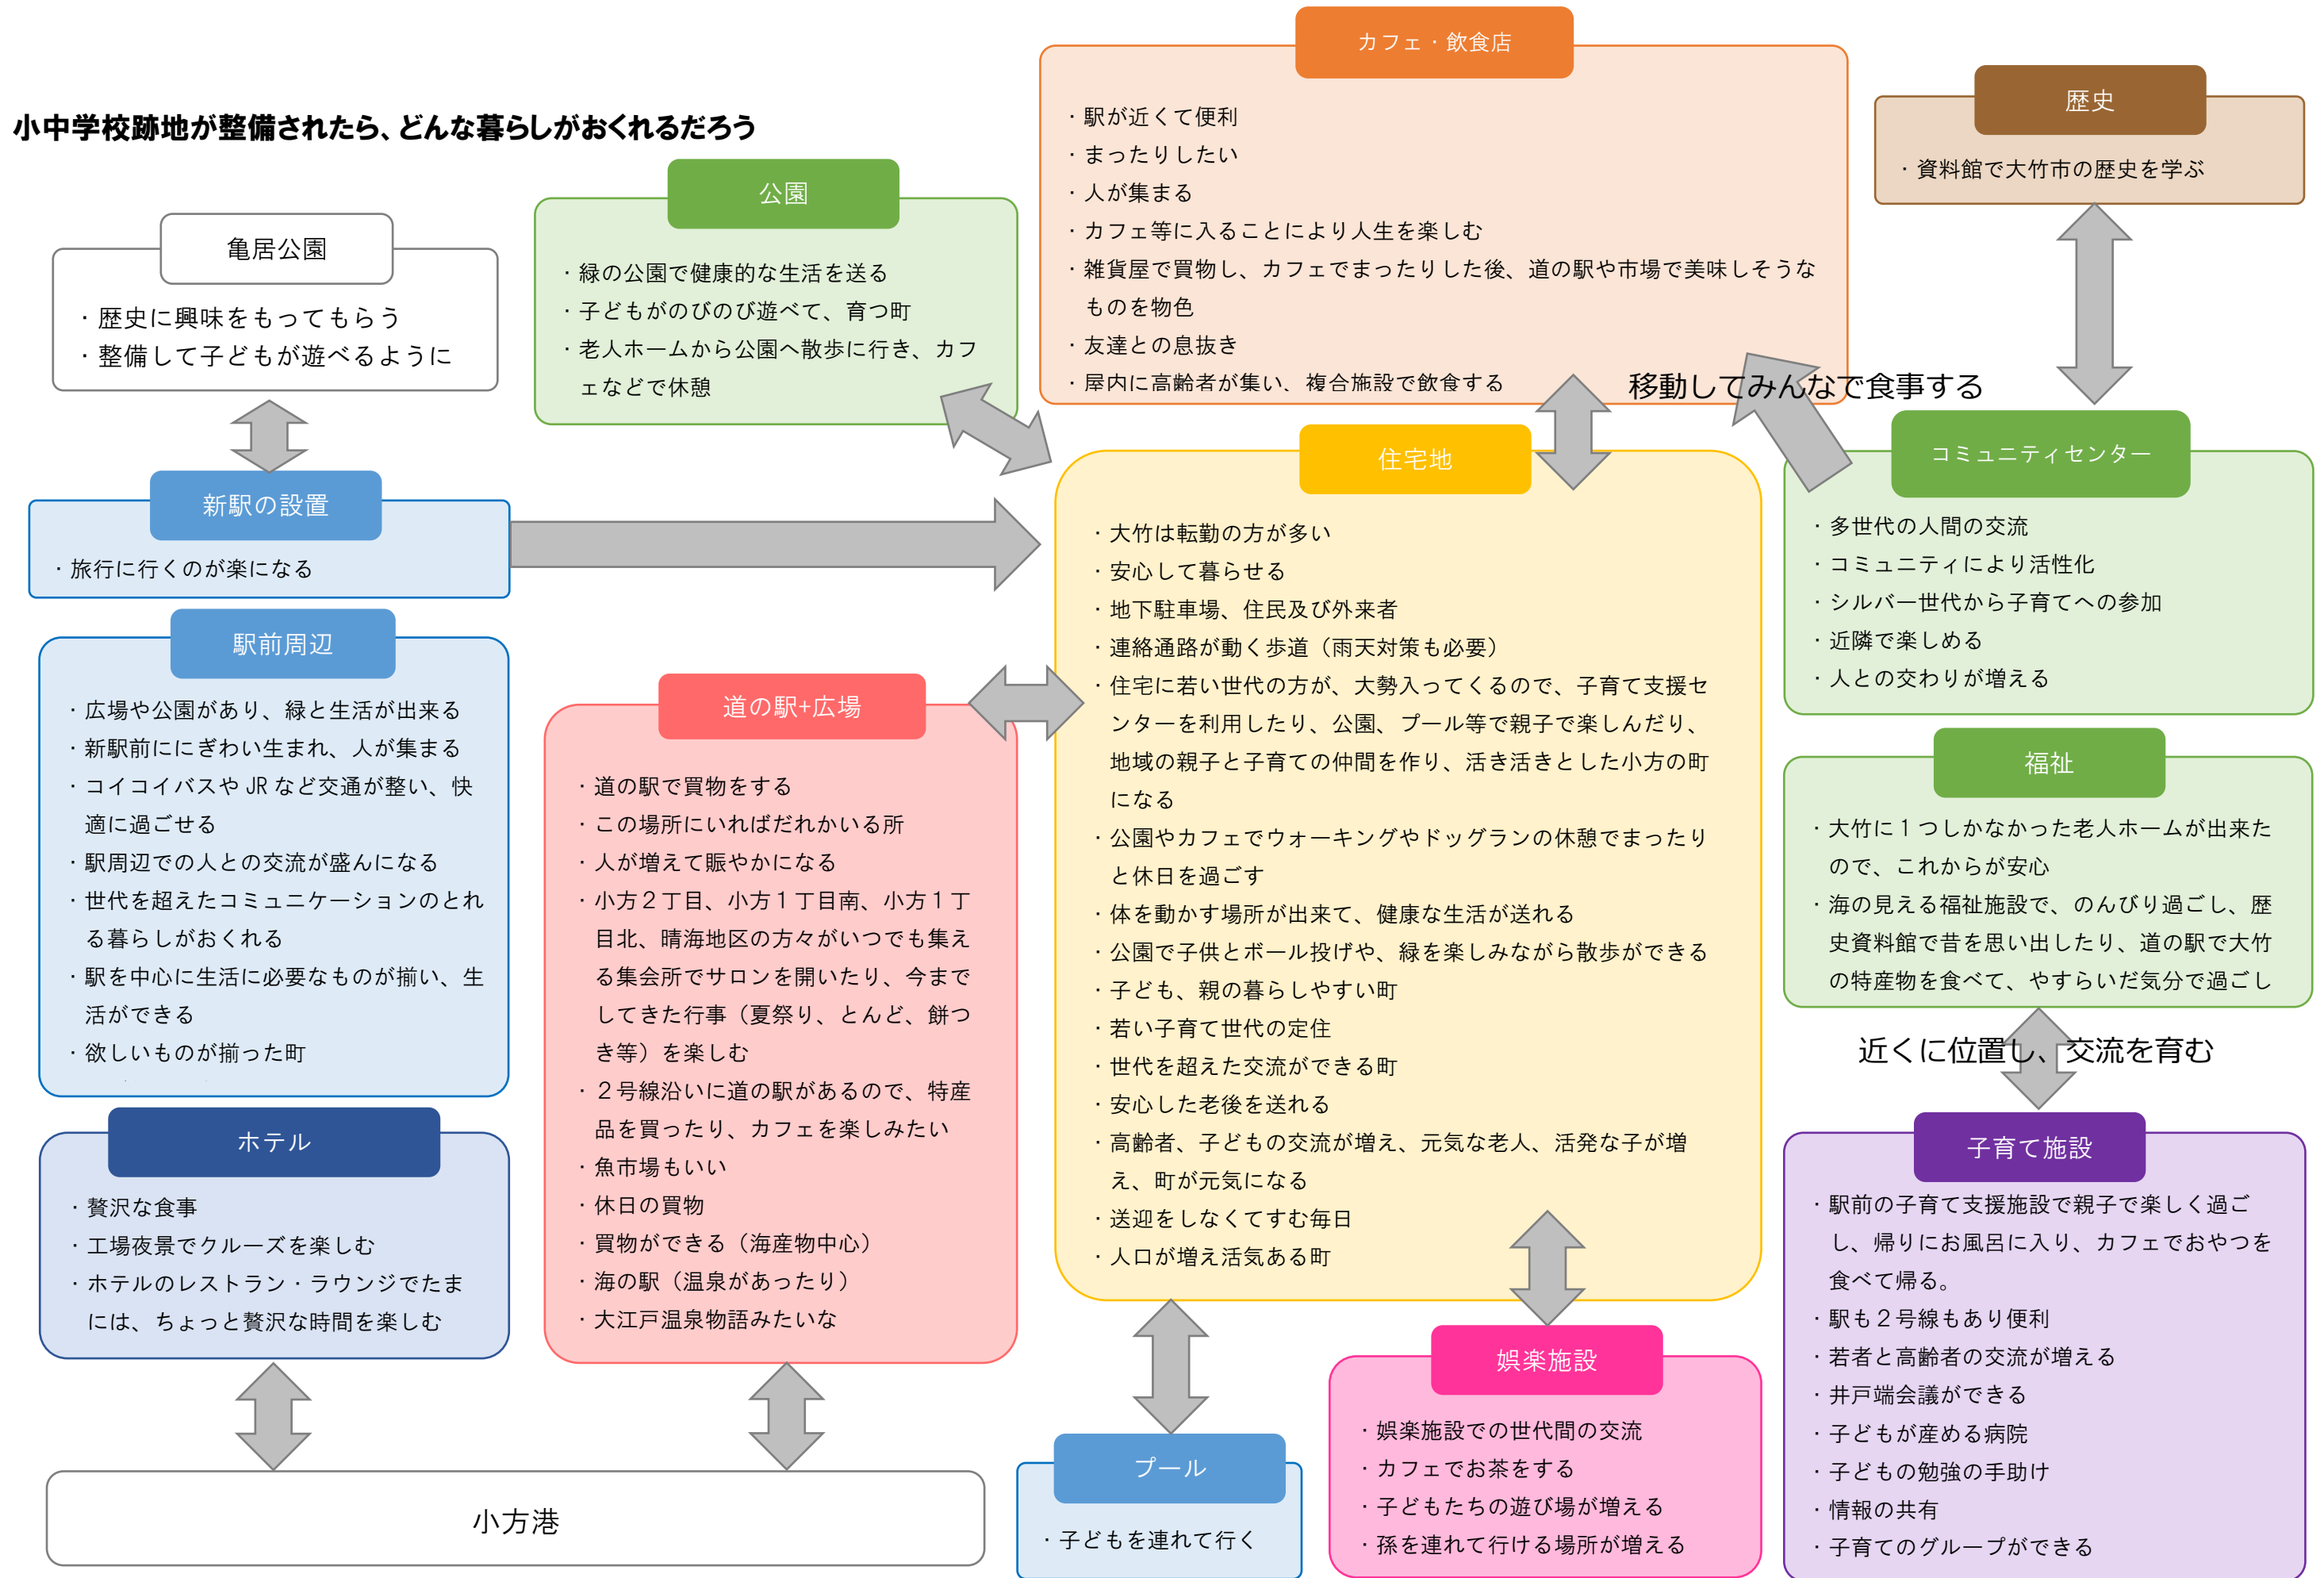 小中学校跡地が整備されたら、どんな暮らしがおくれるだろう
亀居公園
・歴史に興味をもってもらう
・整備して子どもが遊べるように
新駅の設置
・旅行に行くのが楽になる
駅前周辺
・広場や公園があり、緑と生活が出来る
・新駅前ににぎわい生まれ、人が集まる
・コイコイバスや JR など交通が整い、快
適に過ごせる
・駅周辺での人との交流が盛んになる
・世代を超えたコミュニケーションのとれ
る暮らしがおくれる
・駅を中心に生活に必要なものが揃い、生
活ができる
・欲しいものが揃った町
ホテル
・贅沢な食事
・工場夜景でクルーズを楽しむ
・ホテルのレストラン・ラウンジでたま
には、ちょっと贅沢な時間を楽しむ
小方港
公園
・緑の公園で健康的な生活を送る
・子どもがのびのび遊べて、育つ町
・老人ホームから公園へ散歩に行き、カフ
ェなどで休憩
道の駅+広場
・道の駅で買物をする
・この場所にいればだれかいる所
・人が増えて賑やかになる
・小方２丁目、小方１丁目南、小方１丁
目北、晴海地区の方々がいつでも集え
る集会所でサロンを開いたり、今まで
してきた行事（夏祭り、とんど、餅つ
き等）を楽しむ
・２号線沿いに道の駅があるので、特産
品を買ったり、カフェを楽しみたい
・魚市場もいい
・休日の買物
・買物ができる（海産物中心）
・海の駅（温泉があったり）
・大江戸温泉物語みたいな
カフェ・飲食店
・駅が近くて便利
・まったりしたい
・人が集まる
・カフェ等に入ることにより人生を楽しむ
・雑貨屋で買物し、カフェでまったりした後、道の駅や市場で美味しそうな
ものを物色
・友達との息抜き
・屋内に高齢者が集い、複合施設で飲食する
移動してみんなで食事する
住宅地
・大竹は転勤の方が多い
・安心して暮らせる
・地下駐車場、住民及び外来者
・連絡通路が動く歩道（雨天対策も必要）
・住宅に若い世代の方が、大勢入ってくるので、子育て支援セ
ンターを利用したり、公園、プール等で親子で楽しんだり、
地域の親子と子育ての仲間を作り、活き活きとした小方の町
になる
・公園やカフェでウォーキングやドッグランの休憩でまったり
と休日を過ごす
・体を動かす場所が出来て、健康な生活が送れる
・公園で子供とボール投げや、緑を楽しみながら散歩ができる
・子ども、親の暮らしやすい町
・若い子育て世代の定住
・世代を超えた交流ができる町
・安心した老後を送れる
・高齢者、子どもの交流が増え、元気な老人、活発な子が増
え、町が元気になる
・送迎をしなくてすむ毎日
・人口が増え活気ある町
プール
・子どもを連れて行く
娯楽施設
・娯楽施設での世代間の交流
・カフェでお茶をする
・子どもたちの遊び場が増える
・孫を連れて行ける場所が増える
歴史
・資料館で大竹市の歴史を学ぶ
コミュニティセンター
・多世代の人間の交流
・コミュニティにより活性化
・シルバー世代から子育てへの参加
・近隣で楽しめる
・人との交わりが増える
福祉
・大竹に１つしかなかった老人ホームが出来た
ので、これからが安心
・海の見える福祉施設で、のんびり過ごし、歴
史資料館で昔を思い出したり、道の駅で大竹
の特産物を食べて、やすらいだ気分で過ごし
近くに位置し、交流を育む
子育て施設
・駅前の子育て支援施設で親子で楽しく過ご
し、帰りにお風呂に入り、カフェでおやつを
食べて帰る。
・駅も２号線もあり便利
・若者と高齢者の交流が増える
・井戸端会議ができる
・子どもが産める病院
・子どもの勉強の手助け
・情報の共有
・子育てのグループができる